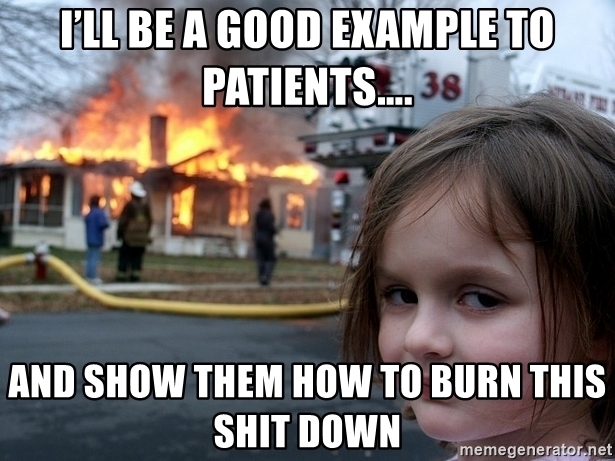 I'LL BE A GOOD EXAMPLE TO
PATIENTS....
38
AND SHOW THEM HOW TO BURN THIS
SHIT DOWN
memegenerator.net